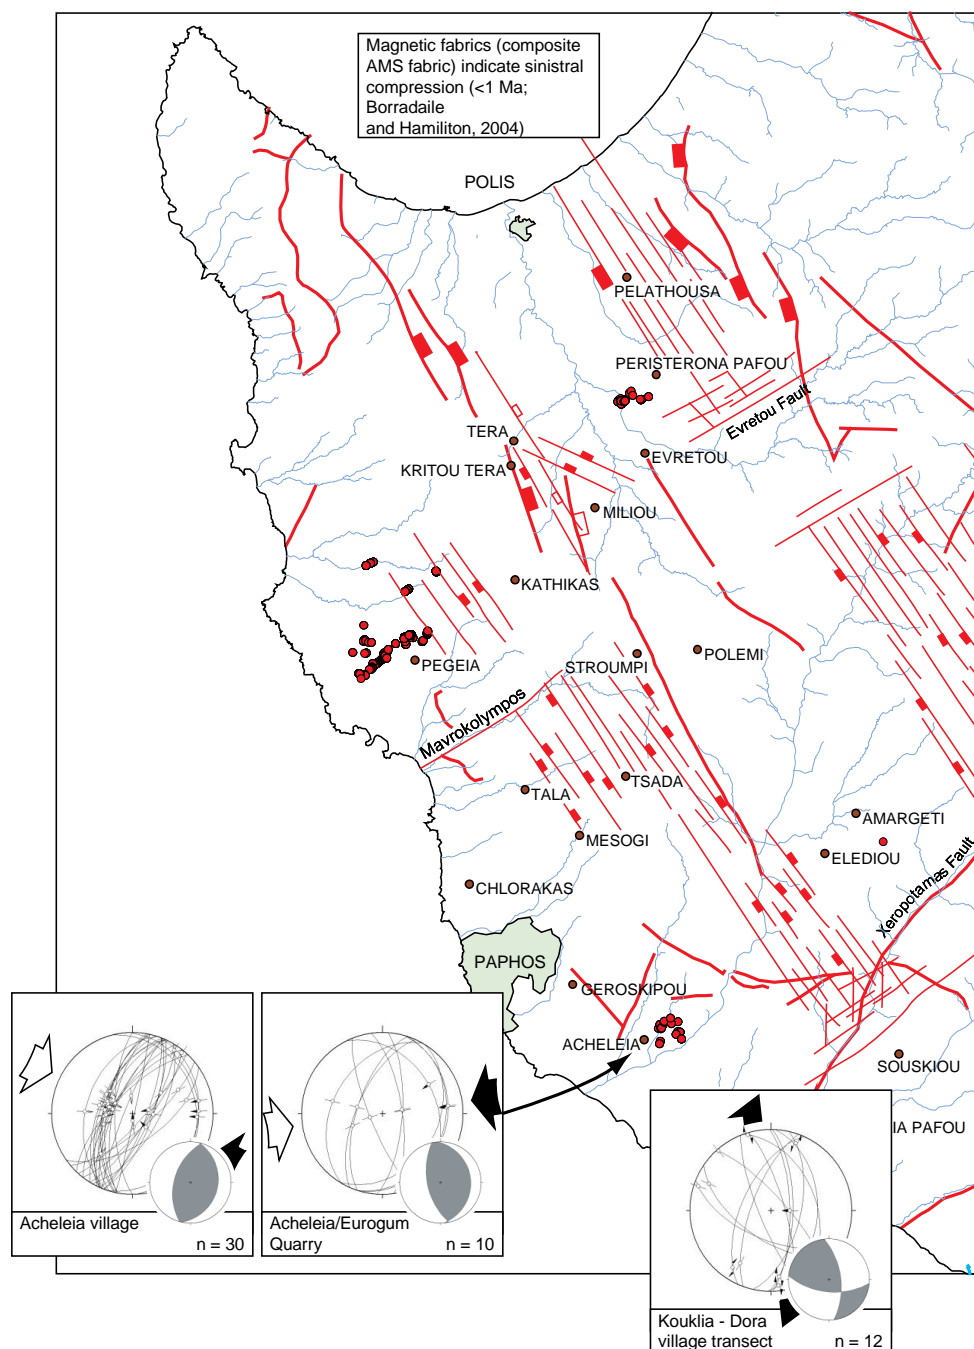 Magnetic fabrics (composite
AMS fabric) indicate sinistral
compression (<1 Ma;
Borradaile
and Hamiliton, 2004)
POLIS
PELATHOUSA
PERISTERONA PAFOU
Evretou Fault
TERA
EVRETOU
KRITOU TERA
MILIOU
KATHIKAS
STROUMPI
POLEMI
PEGEIA
Mavrokolympos
TSADA
TALA
AMARGETI
MESOGI
ELEDIOU
CHLORAKAS
Xeropotamas Fault
PAPHOS
GEROSKIPOU
ACHELEIA
SOUSKIOU
IA PAFOU
Acheleia village
n = 30
Acheleia/Eurogum
Quarry
n = 10
Kouklia - Dora
village transect
n = 12